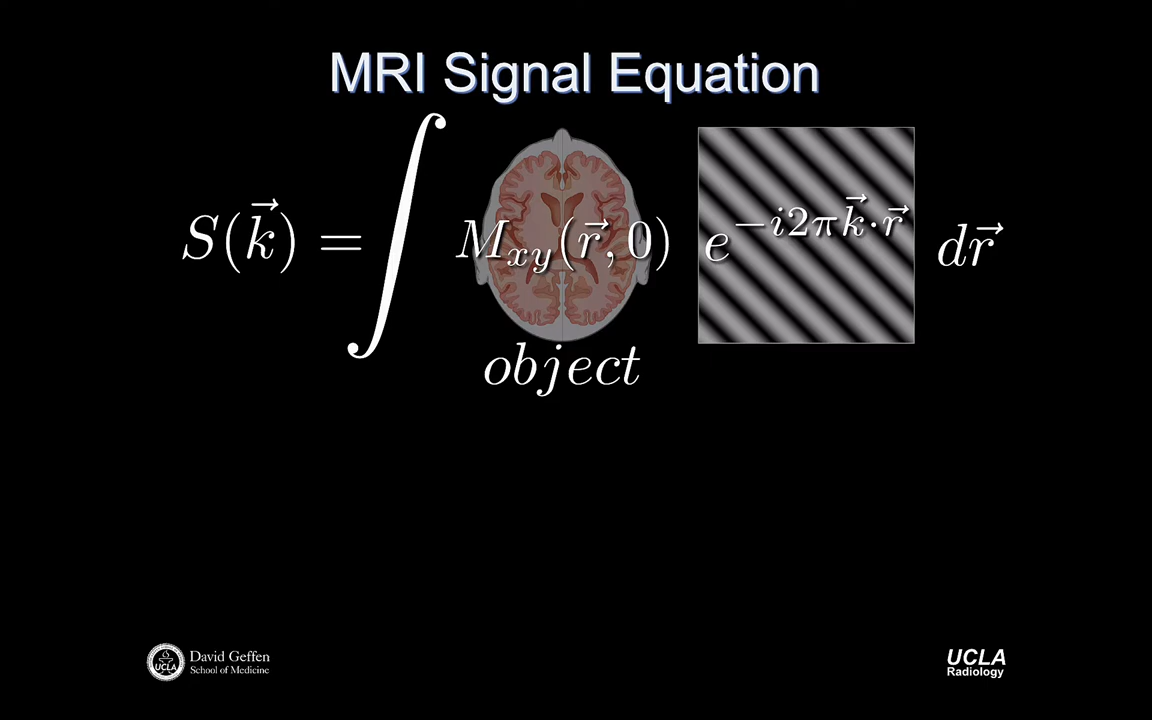 MRI Signal Equation
S(k⃗) = ∫ M_xy(r⃗, 0) e^{−i2πk⃗·r⃗} dr⃗
object
David Geffen
School of Medicine
UCLA
UCLA
Radiology